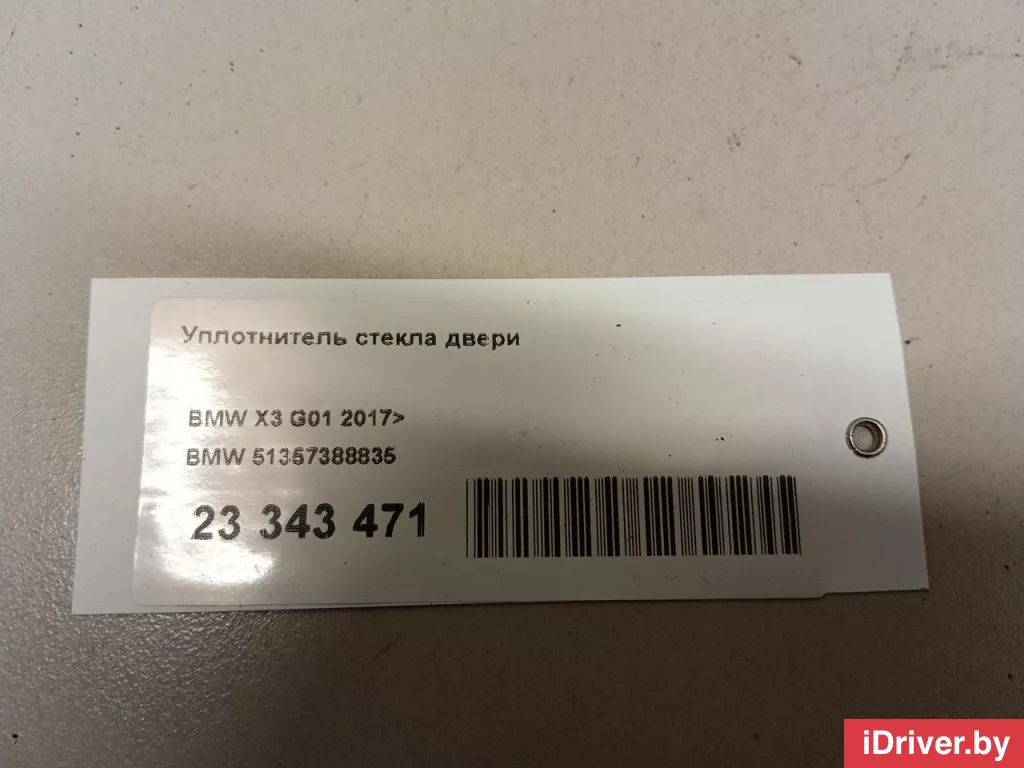 Уплотнитель стекла двери
BMW X3 G01 2017>
BMW 51357388835
23 343 471
iDriver.by